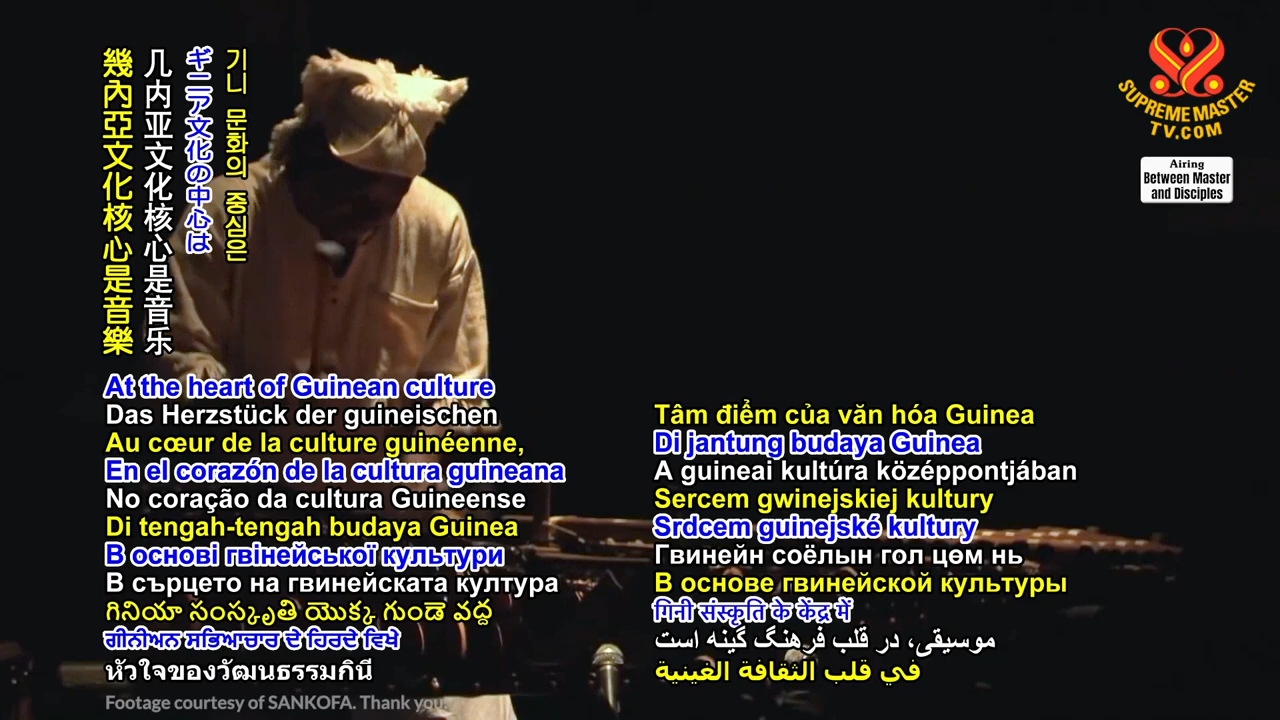 幾內亞文化核心是音樂
几内亚文化核心是音乐
ギニア文化の中心は
기니 문화의 중심은
SUPREME MASTER
TV.COM
Airing
Between Master
and Disciples
At the heart of Guinean culture
Das Herzstück der guineischen
Au cœur de la culture guinéenne,
En el corazón de la cultura guineana
No coração da cultura Guineense
Di tengah-tengah budaya Guinea
В основі гвінейської культури
В сърцето на гвинейската култура
గినియా సంస్కృతి యొక్క గుండె వద్ద
ਗੀਨੀਅਨ ਸਭਿਆਚਾਰ ਦੇ ਹਿਰਦੇ ਵਿਖੇ
หัวใจของวัฒนธรรมกินี
Tâm điểm của văn hóa Guinea
Di jantung budaya Guinea
A guineai kultúra középpontjában
Sercem gwinejskiej kultury
Srdcem guinejské kultury
Гвинейн соёлын гол цөм нь
В основе гвинейской культуры
गिनी संस्कृति के केंद्र में
موسیقی، در قلب فرهنگ گینه است
في قلب الثقافة الغينية
Footage courtesy of SANKOFA. Thank you.